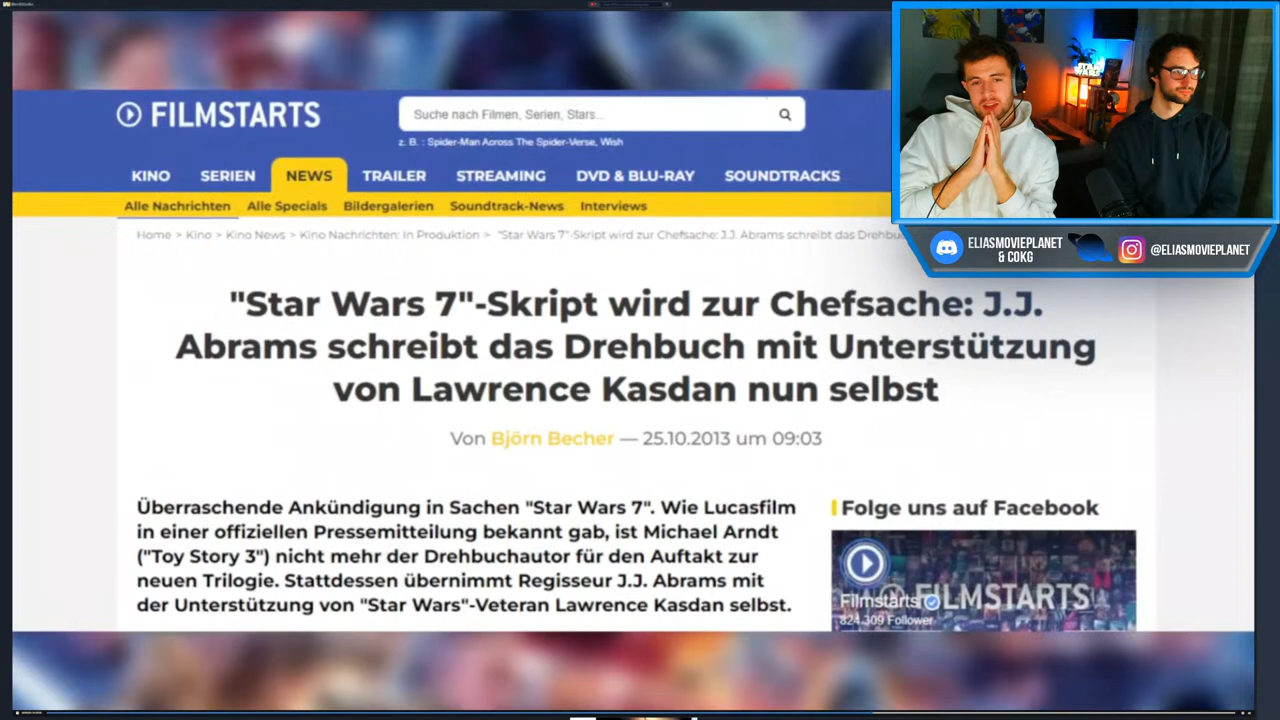 FILMSTARTS
Suche nach Filmen, Serien, Stars...
z. B. : Spider-Man Across The Spider-Verse, Wish
KINO SERIEN NEWS TRAILER STREAMING DVD & BLU-RAY SOUNDTRACKS
Alle Nachrichten Alle Specials Bildergalerien Soundtrack-News Interviews
Home > Kino > Kino News > Kino Nachrichten: In Produktion > "Star Wars 7"-Skript wird zur Chefsache: J.J. Abrams schreibt das
STAR WARS
ELIASMOVIEPLANET
& COKG
@ELIASMOVIEPLANET
"Star Wars 7"-Skript wird zur Chefsache: J.J.
Abrams schreibt das Drehbuch mit Unterstützung
von Lawrence Kasdan nun selbst
Von Björn Becher — 25.10.2013 um 09:03
Überraschende Ankündigung in Sachen "Star Wars 7". Wie Lucasfilm
in einer offiziellen Pressemitteilung bekannt gab, ist Michael Arndt
("Toy Story 3") nicht mehr der Drehbuchautor für den Auftakt zur
neuen Trilogie. Stattdessen übernimmt Regisseur J.J. Abrams mit
der Unterstützung von "Star Wars"-Veteran Lawrence Kasdan selbst.
Folge uns auf Facebook
FILMSTARTS
Filmstarts
824.309 Follower